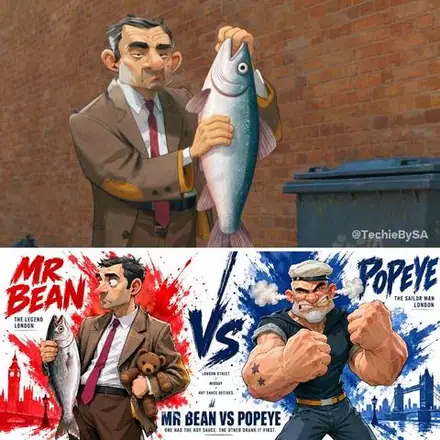 @TechieBySA
MR
BEAN
THE LEGEND
LONDON
VS
POPEYE
THE SAILOR MAN
LONDON
LONDON STREET
MIDDAY
HOT SAUCE DECIDES
MR BEAN VS POPEYE
ONE HAD THE HOT SAUCE. THE OTHER DRANK IT FIRST.